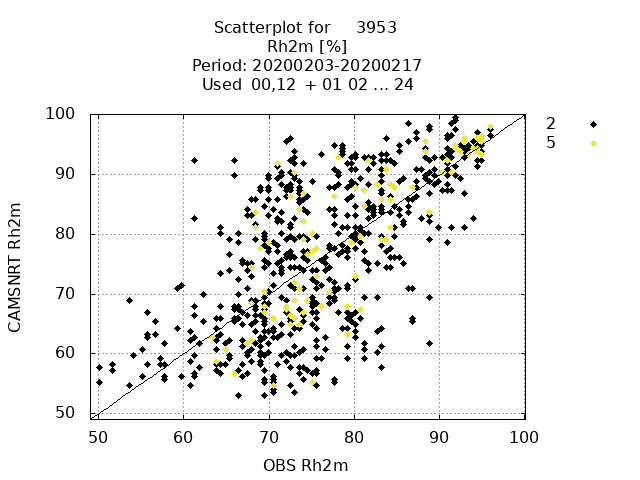 Scatterplot for 3953
Rh2m [%]
Period: 20200203-20200217
Used 00,12 + 01 02 ... 24
100
90
80
70
60
50
50 60 70 80 90 100
CAMSNRT Rh2m
OBS Rh2m
2
5